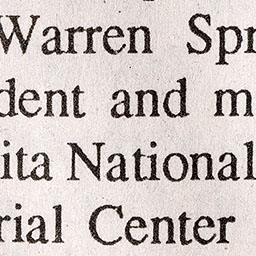 Warren Spr
dent and m
ita National
rial Center